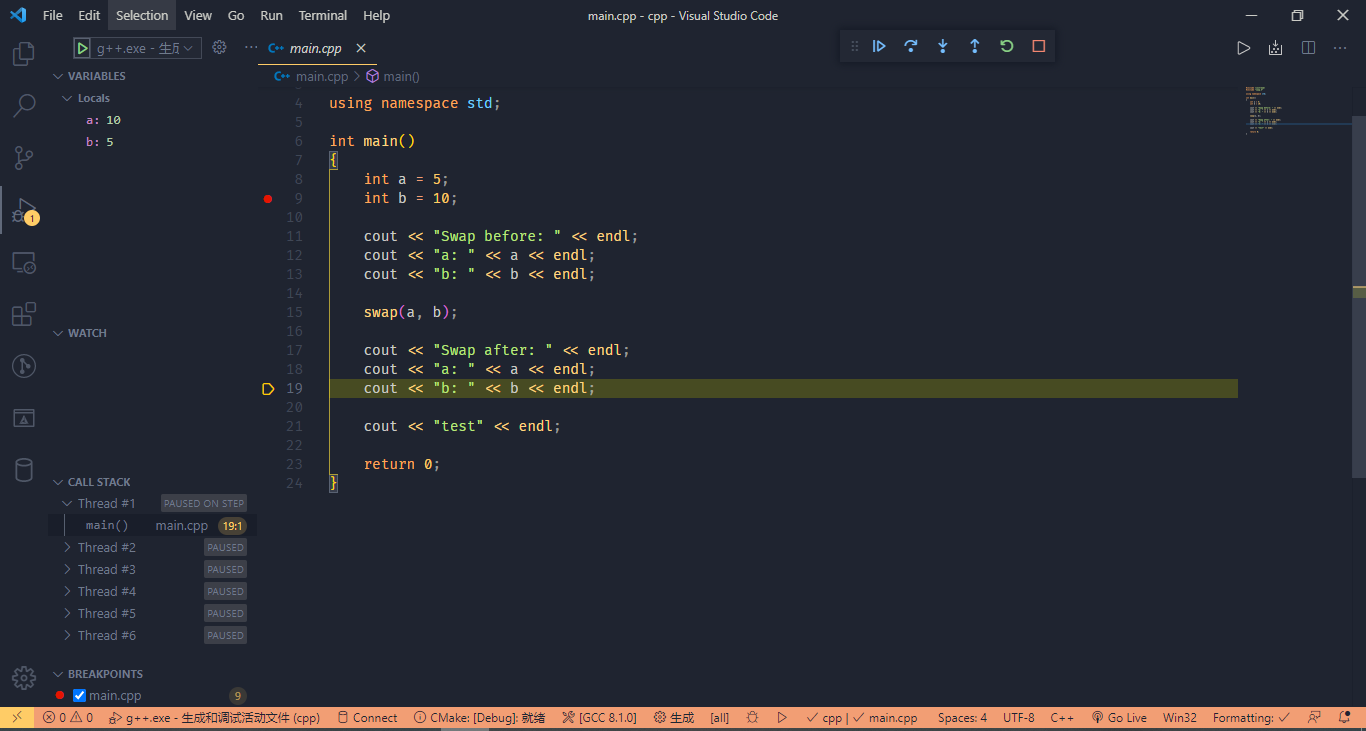 File Edit Selection View Go Run Terminal Help
main.cpp - cpp - Visual Studio Code
g++.exe - 生
main.cpp
main.cpp > main()
VARIABLES
Locals
a: 10
b: 5
WATCH
CALL STACK
Thread #1 PAUSED ON STEP
main() main.cpp 19:1
Thread #2 PAUSED
Thread #3 PAUSED
Thread #4 PAUSED
Thread #5 PAUSED
Thread #6 PAUSED
BREAKPOINTS
main.cpp 9
1
4 using namespace std;
5
6 int main()
7 {
8 int a = 5;
9 int b = 10;
10
11 cout << "Swap before: " << endl;
12 cout << "a: " << a << endl;
13 cout << "b: " << b << endl;
14
15 swap(a, b);
16
17 cout << "Swap after: " << endl;
18 cout << "a: " << a << endl;
19 cout << "b: " << b << endl;
20
21 cout << "test" << endl;
22
23 return 0;
24 }
0 0 g++.exe - 生成和调试活动文件 (cpp) Connect CMake: [Debug]: 就绪 [GCC 8.1.0] 生成 [all] cpp | main.cpp Spaces: 4 UTF-8 C++ Go Live Win32 Formatting: